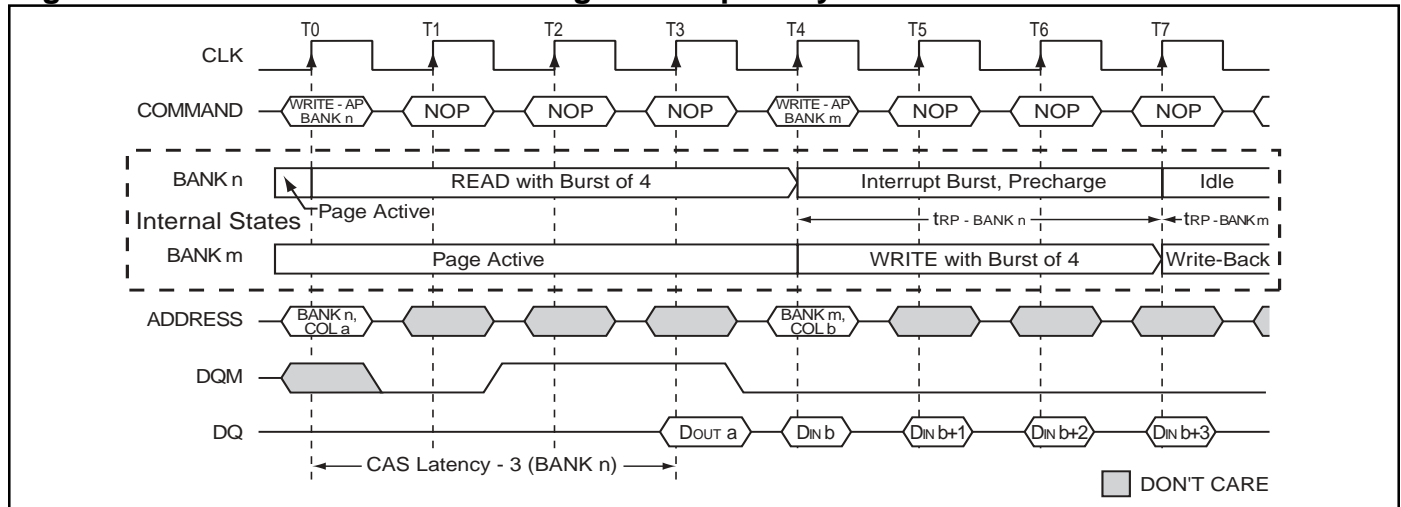 T0 T1 T2 T3 T4 T5 T6 T7
CLK
COMMAND WRITE - AP BANK n NOP NOP NOP WRITE - AP BANK m NOP NOP NOP
BANK n READ with Burst of 4 Interrupt Burst, Precharge Idle
Internal States Page Active tRP - BANK n tRP - BANK m
BANK m Page Active WRITE with Burst of 4 Write-Back
ADDRESS BANK n, COL a BANK m, COL b
DQM
DQ DOUT a DIN b DIN b+1 DIN b+2 DIN b+3
CAS Latency - 3 (BANK n)
DON'T CARE